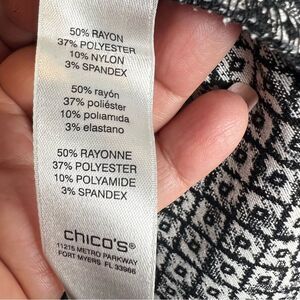 50% RAYON
37% POLYESTER
10% NYLON
3% SPANDEX
50% rayón
37% poliéster
10% poliamida
3% elastano
50% RAYONNE
37% POLYESTER
10% POLYAMIDE
3% SPANDEX
chico's®
11215 METRO PARKWAY
FORT MYERS FL 33966